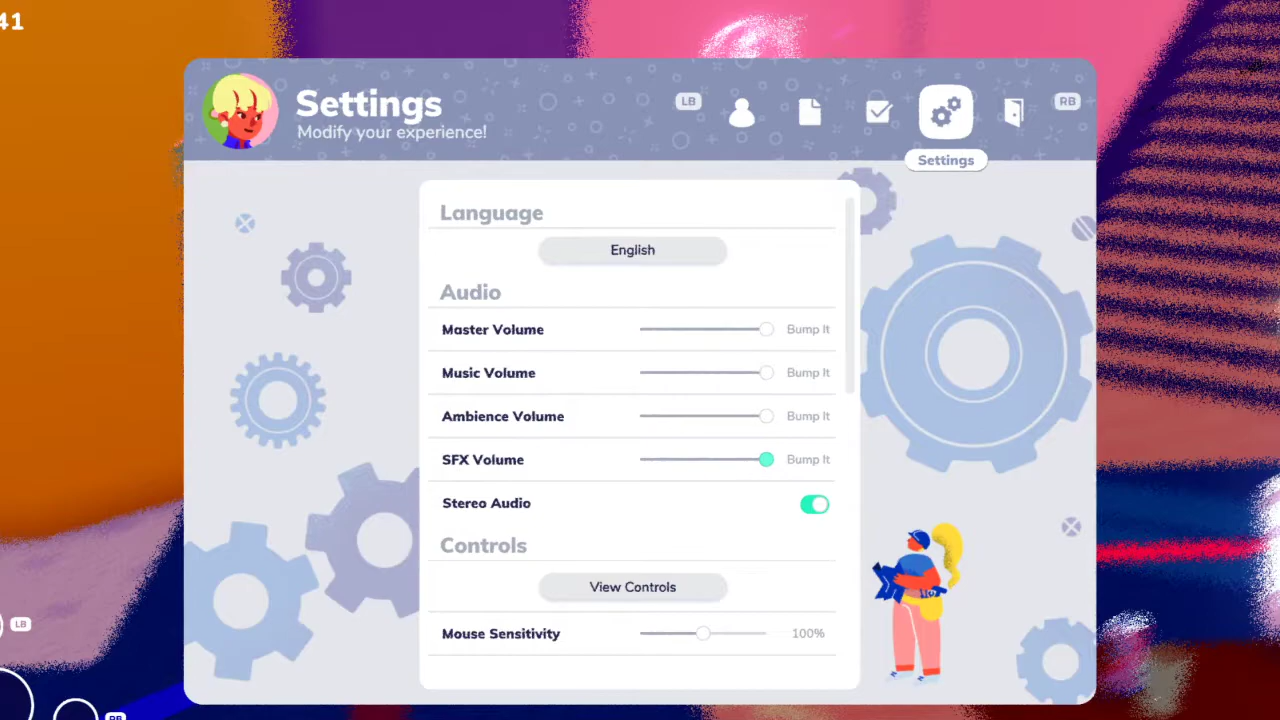 41
Settings
Modify your experience!
LB
RB
Settings
Language
English
Audio
Master Volume Bump It
Music Volume Bump It
Ambience Volume Bump It
SFX Volume Bump It
Stereo Audio
Controls
View Controls
Mouse Sensitivity 100%
LB
RB